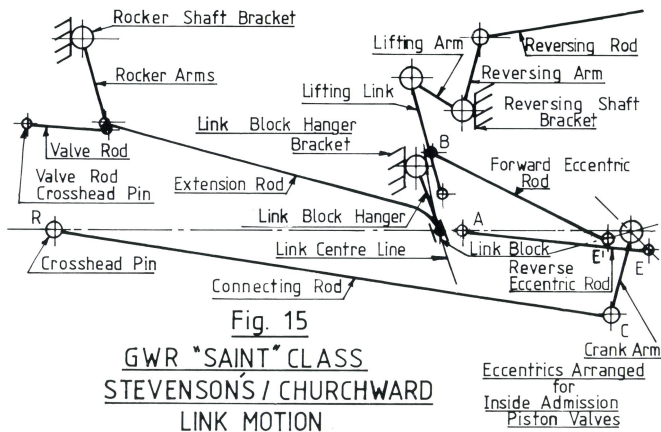 Rocker Shaft Bracket
Rocker Arms
Valve Rod
Valve Rod
Crosshead Pin
Link Block Hanger
Bracket
Extension Rod
Link Block Hanger
Link Centre Line
R
Crosshead Pin
Connecting Rod
Lifting Arm
Lifting Link
Reversing Rod
Reversing Arm
Reversing Shaft
Bracket
B
Forward Eccentric
Rod
A
Link Block
E'
Reverse
Eccentric Rod
E
C
Crank Arm
Fig. 15
GWR "SAINT" CLASS
STEVENSON'S / CHURCHWARD
LINK MOTION
Eccentrics Arranged
for
Inside Admission
Piston Valves